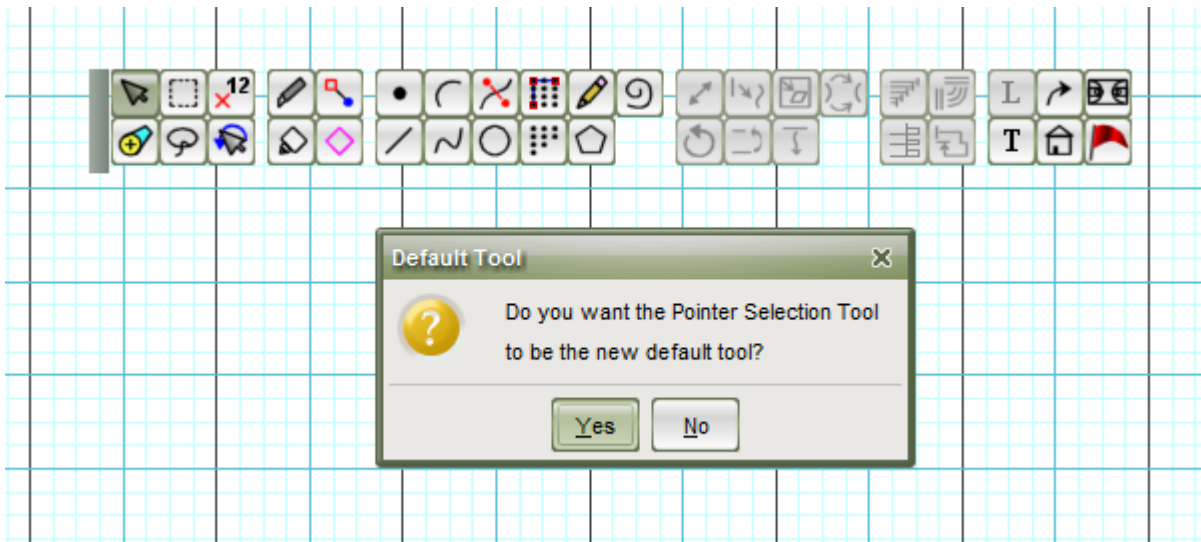 12
L
T
Default Tool
Do you want the Pointer Selection Tool
to be the new default tool?
Yes No